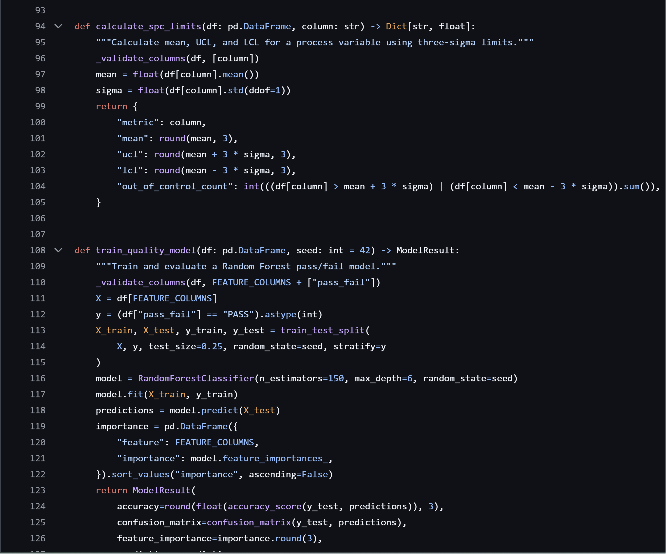 93
94 def calculate_spc_limits(df: pd.DataFrame, column: str) -> Dict[str, float]:
95     """Calculate mean, UCL, and LCL for a process variable using three-sigma limits."""
96     _validate_columns(df, [column])
97     mean = float(df[column].mean())
98     sigma = float(df[column].std(ddof=1))
99     return {
100         "metric": column,
101         "mean": round(mean, 3),
102         "ucl": round(mean + 3 * sigma, 3),
103         "lcl": round(mean - 3 * sigma, 3),
104         "out_of_control_count": int(((df[column] > mean + 3 * sigma) | (df[column] < mean - 3 * sigma)).sum()),
105     }
106
107
108 def train_quality_model(df: pd.DataFrame, seed: int = 42) -> ModelResult:
109     """Train and evaluate a Random Forest pass/fail model."""
110     _validate_columns(df, FEATURE_COLUMNS + ["pass_fail"])
111     X = df[FEATURE_COLUMNS]
112     y = (df["pass_fail"] == "PASS").astype(int)
113     X_train, X_test, y_train, y_test = train_test_split(
114         X, y, test_size=0.25, random_state=seed, stratify=y
115     )
116     model = RandomForestClassifier(n_estimators=150, max_depth=6, random_state=seed)
117     model.fit(X_train, y_train)
118     predictions = model.predict(X_test)
119     importance = pd.DataFrame({
120         "feature": FEATURE_COLUMNS,
121         "importance": model.feature_importances_,
122     }).sort_values("importance", ascending=False)
123     return ModelResult(
124         accuracy=round(float(accuracy_score(y_test, predictions)), 3),
125         confusion_matrix=confusion_matrix(y_test, predictions),
126         feature_importance=importance.round(3),